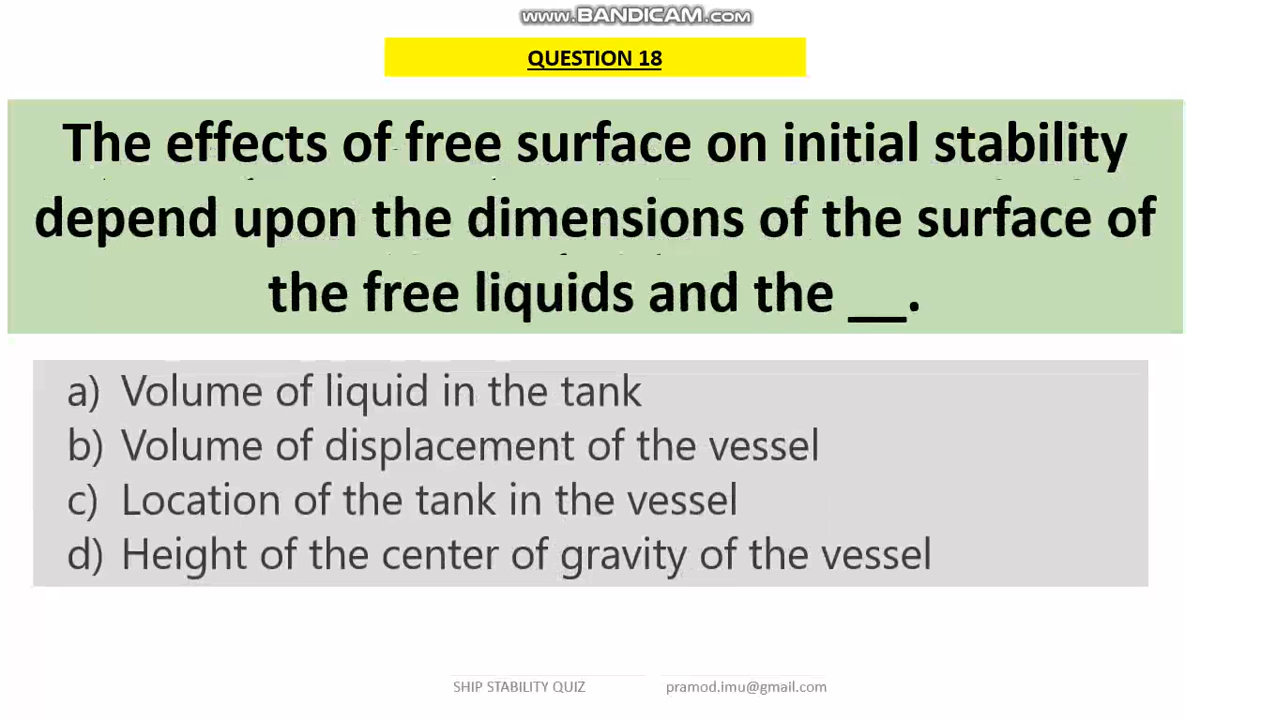 www.BANDICAM.com
QUESTION 18
The effects of free surface on initial stability
depend upon the dimensions of the surface of
the free liquids and the __.
a) Volume of liquid in the tank
b) Volume of displacement of the vessel
c) Location of the tank in the vessel
d) Height of the center of gravity of the vessel
SHIP STABILITY QUIZ pramod.imu@gmail.com